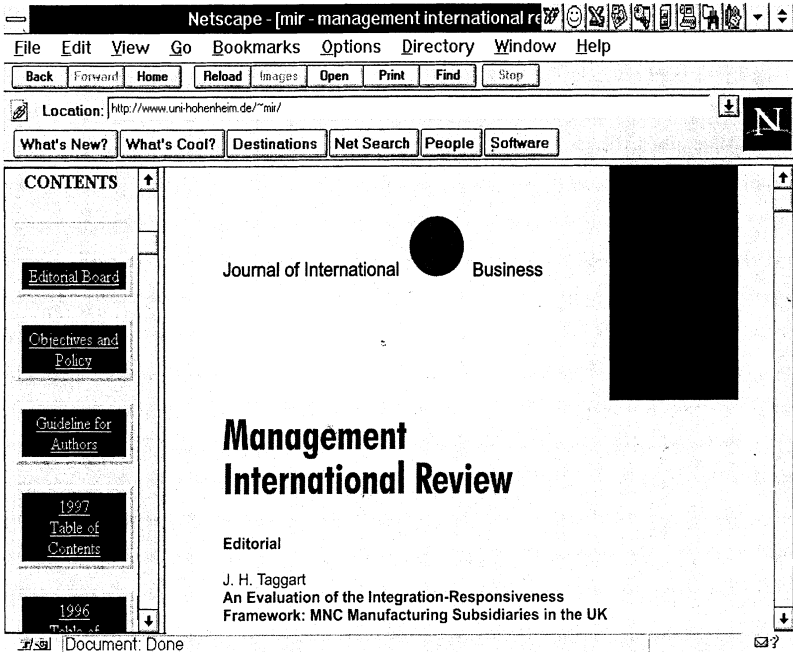 Netscape - [mir - management international re
File Edit View Go Bookmarks Options Directory Window Help
Back Forward Home Reload Images Open Print Find Stop
Location: http://www.uni-hohenheim.de/~mir/
N
What's New? What's Cool? Destinations Net Search People Software
CONTENTS
Editorial Board
Objectives and
Policy
Guideline for
Authors
1997
Table of
Contents
1996
Table of
Journal of International Business
Management
International Review
Editorial
J. H. Taggart
An Evaluation of the Integration-Responsiveness
Framework: MNC Manufacturing Subsidiaries in the UK
Document: Done